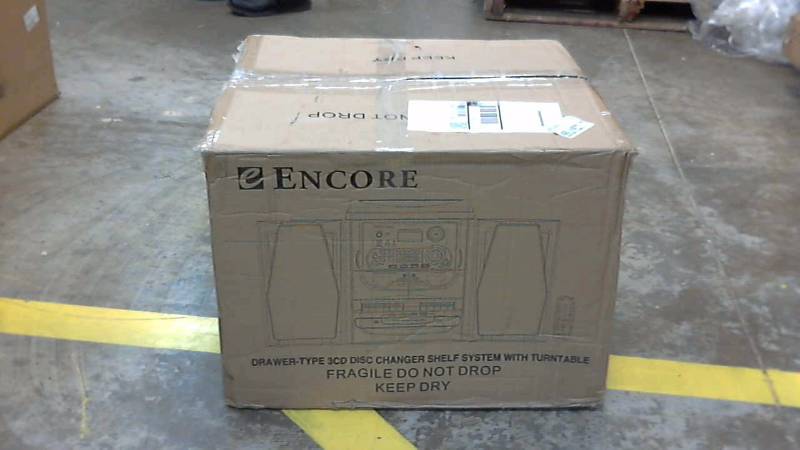 KEEP DRY
NOT DROP
ENCORE
DRAWER-TYPE 3CD DISC CHANGER SHELF SYSTEM WITH TURNTABLE
FRAGILE DO NOT DROP
KEEP DRY